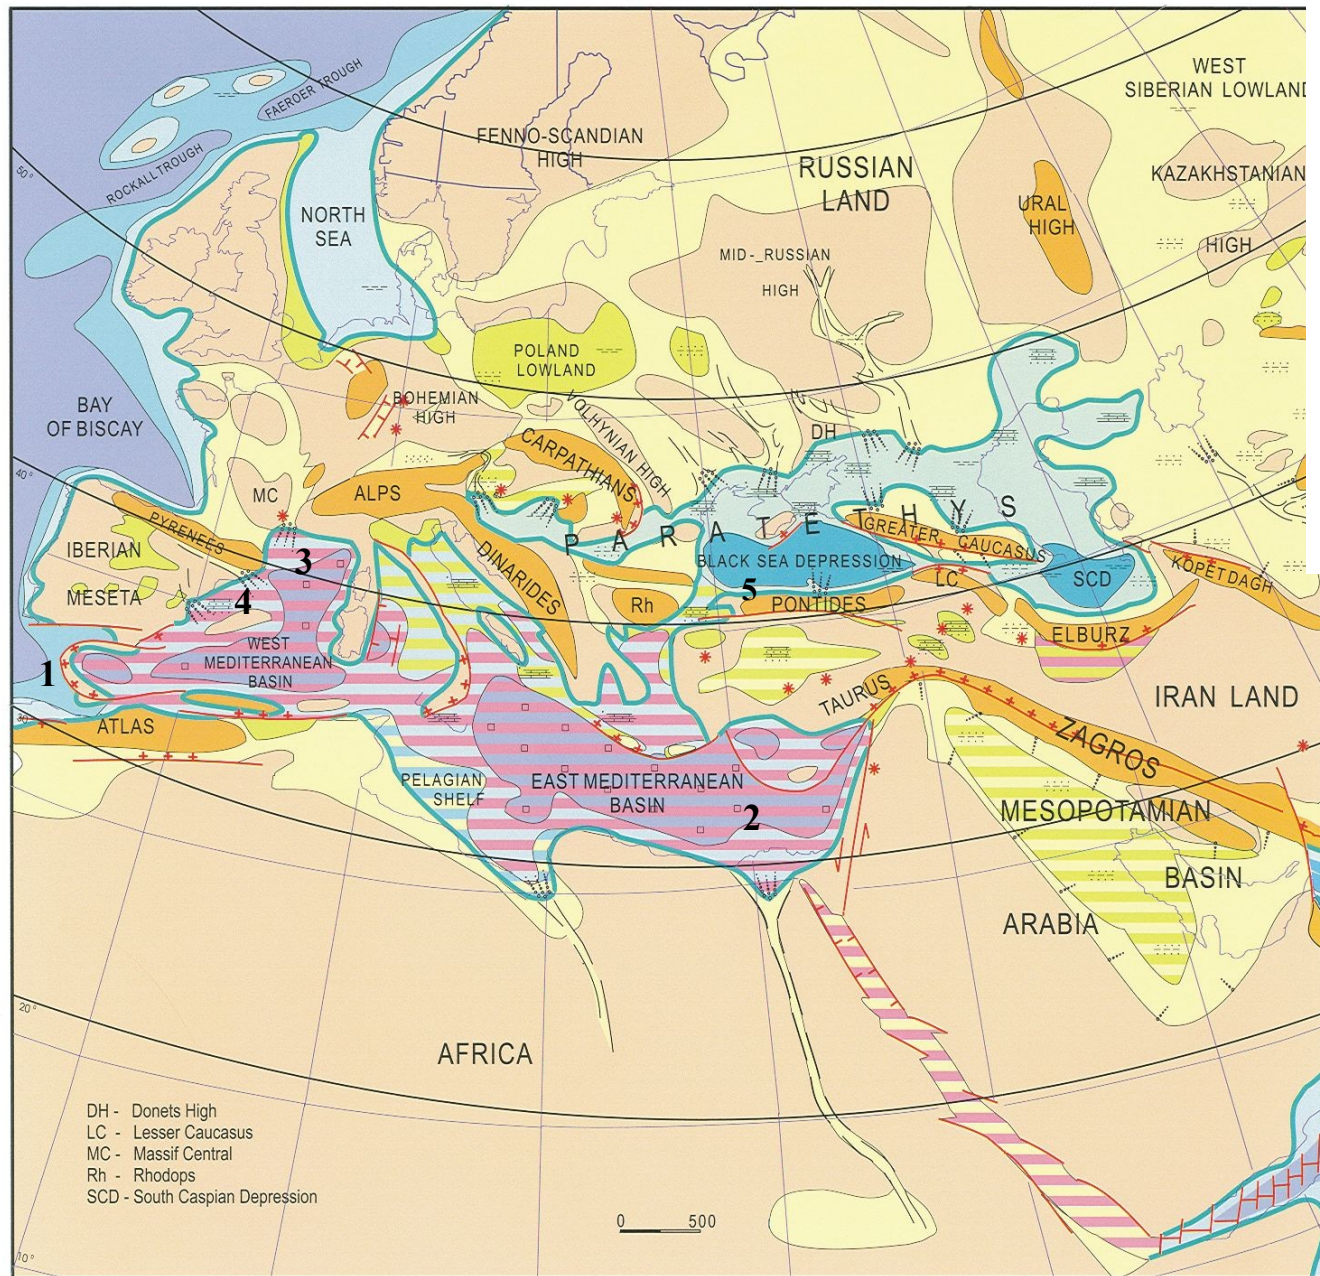 FAEROER TROUGH
ROCKALL TROUGH
FENNO-SCANDIAN
HIGH
WEST
SIBERIAN LOWLAND
RUSSIAN
LAND
KAZAKHSTANIAN
HIGH
URAL
HIGH
NORTH
SEA
MID-_RUSSIAN
HIGH
50°
POLAND
LOWLAND
BAY
OF BISCAY
BOHEMIAN
HIGH
VOLHYNIAN HIGH
DH
CARPATHIANS
40°
MC
ALPS
PYRENEES
IBERIAN
MESETA
3
4
DINARIDES
PARATETHYS
GREATER
CAUCASUS
BLACK SEA DEPRESSION
5
LC
SCD
KOPET DAGH
Rh
PONTIDES
ELBURZ
1
WEST
MEDITERRANEAN
BASIN
TAURUS
IRAN LAND
30°
ATLAS
ZAGROS
PELAGIAN
SHELF
EAST MEDITERRANEAN
BASIN
2
MESOPOTAMIAN
BASIN
ARABIA
20°
AFRICA
DH - Donets High
LC - Lesser Caucasus
MC - Massif Central
Rh - Rhodops
SCD - South Caspian Depression
0 500
10°